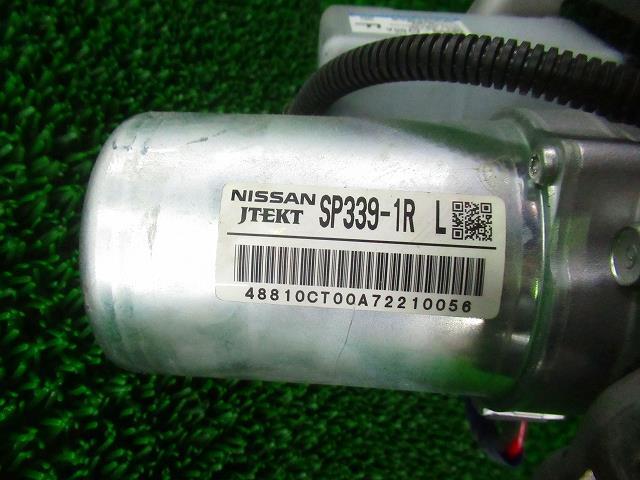 NISSAN
JTEKT SP339-1R L
48810CT00A72210056